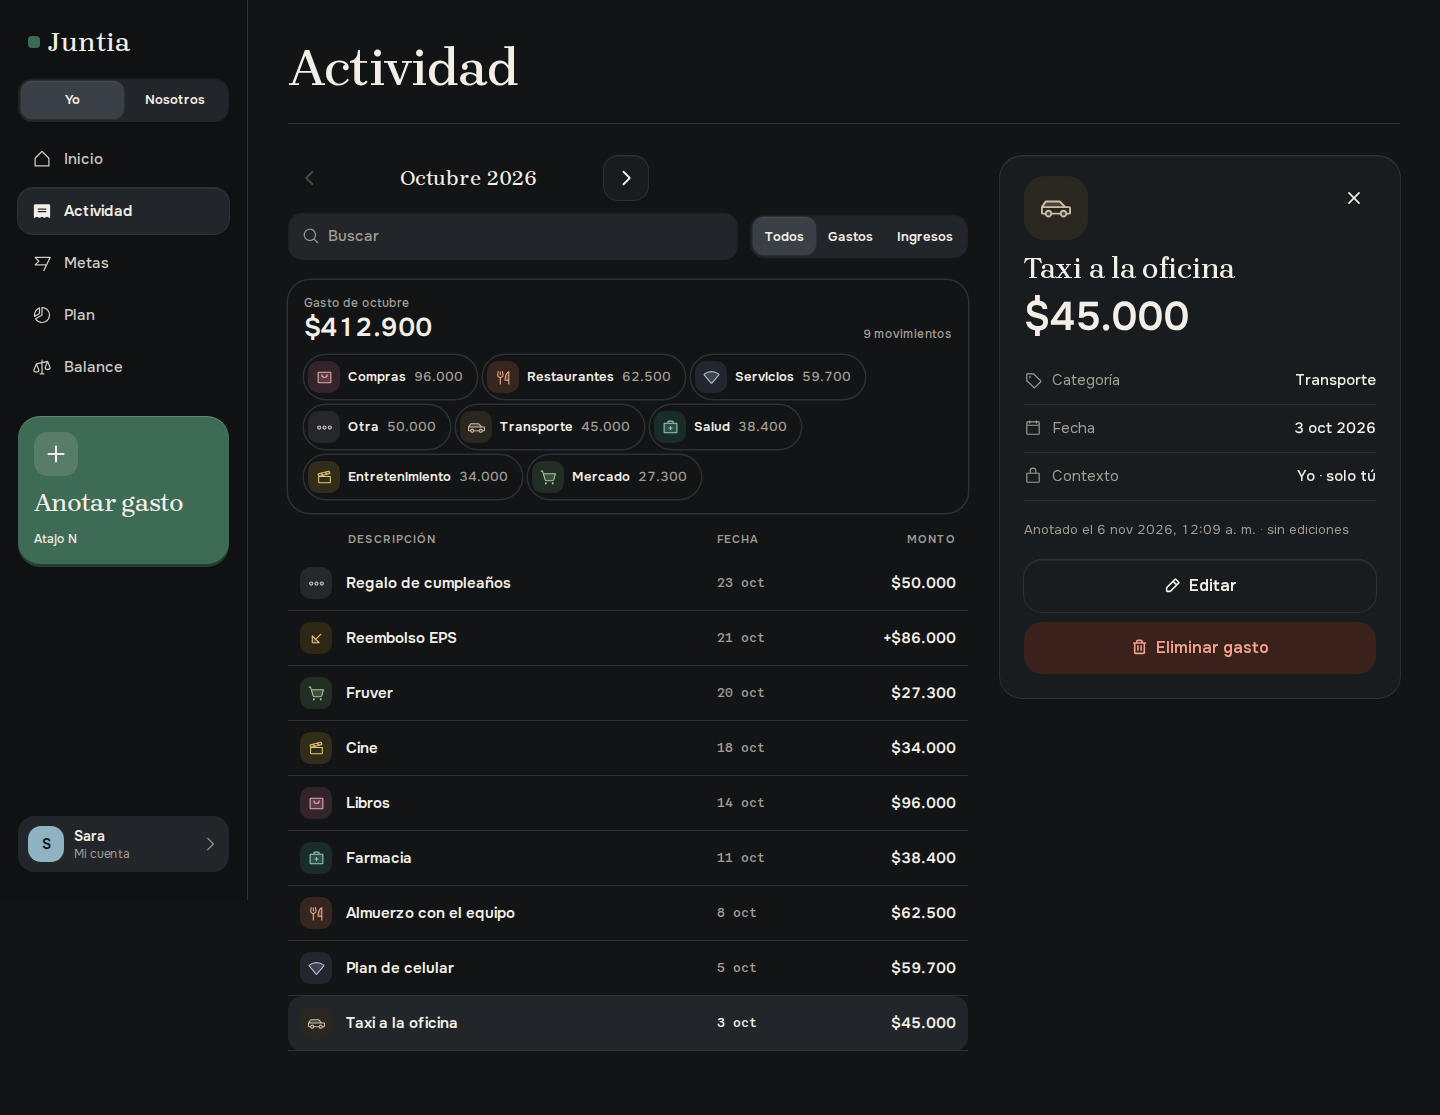 Juntia
Yo
Nosotros
Inicio
Actividad
Metas
Plan
Balance
Anotar gasto
Atajo N
Sara
S
Mi cuenta
Actividad
Octubre 2026
Buscar
Todos
Gastos
Ingresos
Gasto de octubre
$412.900
9 movimientos
Compras 96.000
Restaurantes 62.500
Servicios 59.700
Otra 50.000
Transporte 45.000
Salud 38.400
Entretenimiento 34.000
Mercado 27.300
DESCRIPCIÓN FECHA MONTO
Regalo de cumpleaños 23 oct $50.000
Reembolso EPS 21 oct +$86.000
Fruver 20 oct $27.300
Cine 18 oct $34.000
Libros 14 oct $96.000
Farmacia 11 oct $38.400
Almuerzo con el equipo 8 oct $62.500
Plan de celular 5 oct $59.700
Taxi a la oficina 3 oct $45.000
Taxi a la oficina
$45.000
Categoría Transporte
Fecha 3 oct 2026
Contexto Yo · solo tú
Anotado el 6 nov 2026, 12:09 a. m. · sin ediciones
Editar
Eliminar gasto